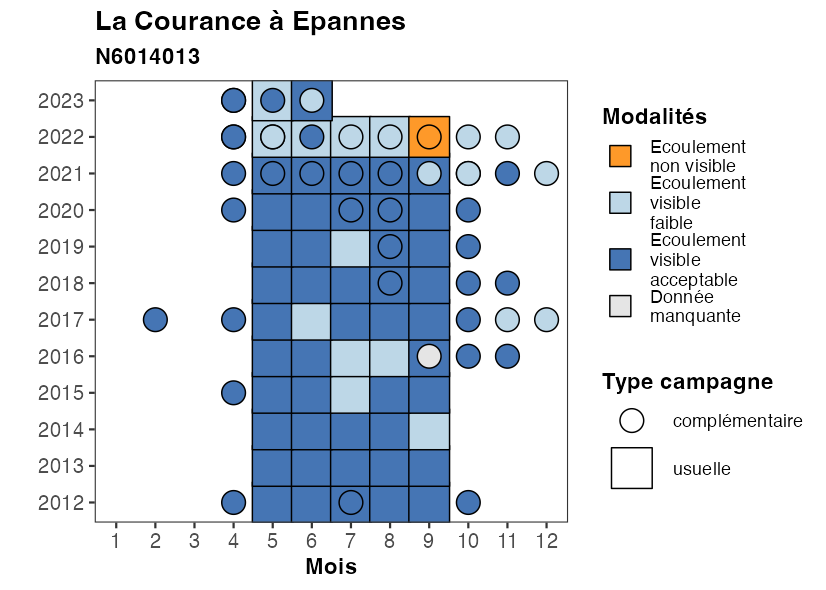 La Courance à Epannes
N6014013
2023
2022
2021
2020
2019
2018
2017
2016
2015
2014
2013
2012
1 2 3 4 5 6 7 8 9 10 11 12
Mois
Modalités
Ecoulement
non visible
Ecoulement
visible
faible
Ecoulement
visible
acceptable
Donnée
manquante
Type campagne
complémentaire
usuelle